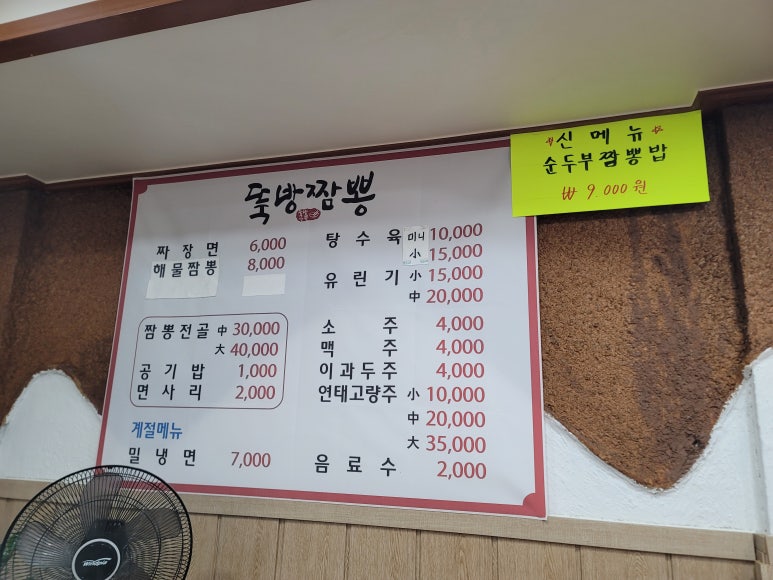 뚝방짬뽕
짜장면 6,000
해물짬뽕 8,000
짬뽕전골 中 30,000
大 40,000
공기밥 1,000
면사리 2,000
계절메뉴
밀냉면 7,000
탕수육 미니 10,000
小 15,000
유린기 小 15,000
中 20,000
소주 4,000
맥주 4,000
이과두주 4,000
연태고량주 小 10,000
中 20,000
大 35,000
음료수 2,000
신메뉴
순두부짬뽕밥
₩ 9.000원